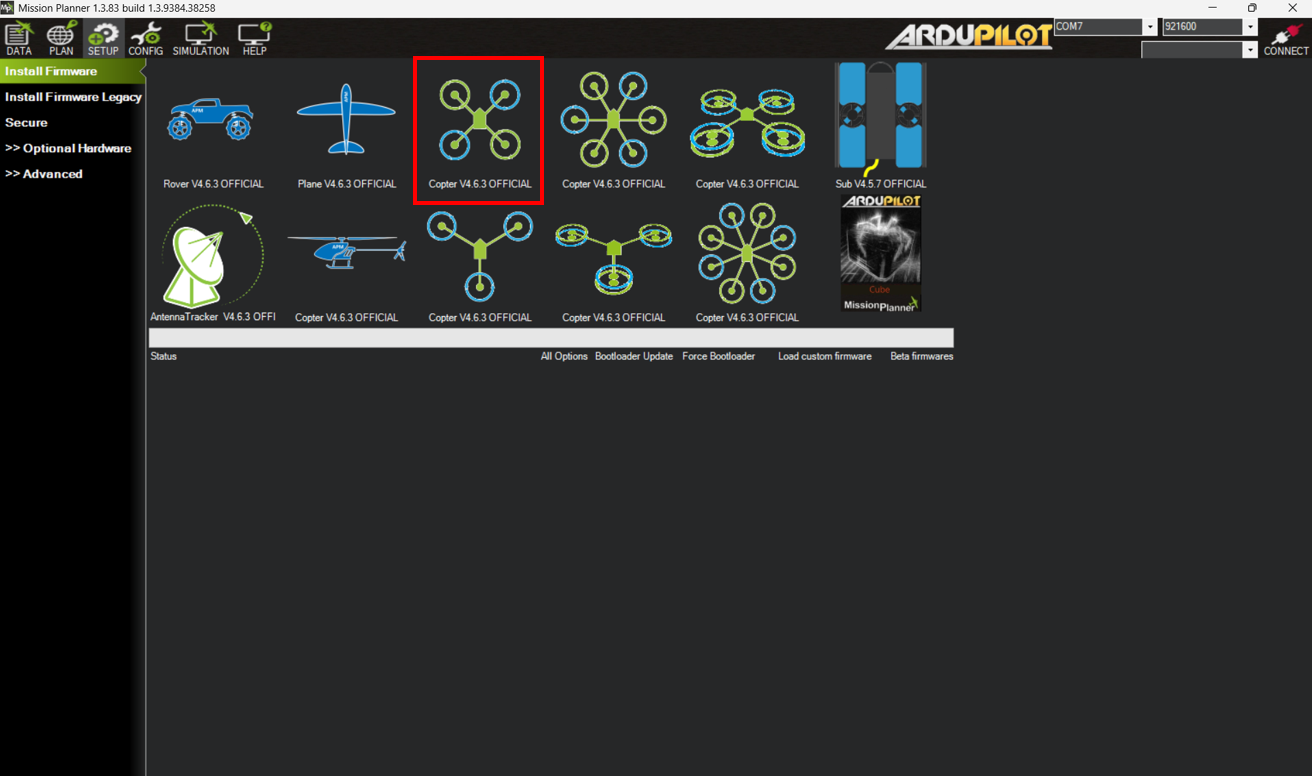 Mission Planner 1.3.83 build 1.3.9384.38258
DATA PLAN SETUP CONFIG SIMULATION HELP
ARDUPILOT
COM7
921600
CONNECT
Install Firmware
Install Firmware Legacy
Secure
>> Optional Hardware
>> Advanced
Rover V4.6.3 OFFICIAL
Plane V4.6.3 OFFICIAL
Copter V4.6.3 OFFICIAL
Copter V4.6.3 OFFICIAL
Copter V4.6.3 OFFICIAL
Sub V4.5.7 OFFICIAL
ARDUPILOT
Cube
MissionPlanner
AntennaTracker V4.6.3 OFFI
Copter V4.6.3 OFFICIAL
Copter V4.6.3 OFFICIAL
Copter V4.6.3 OFFICIAL
Copter V4.6.3 OFFICIAL
Status
All Options Bootloader Update Force Bootloader Load custom firmware Beta firmwares